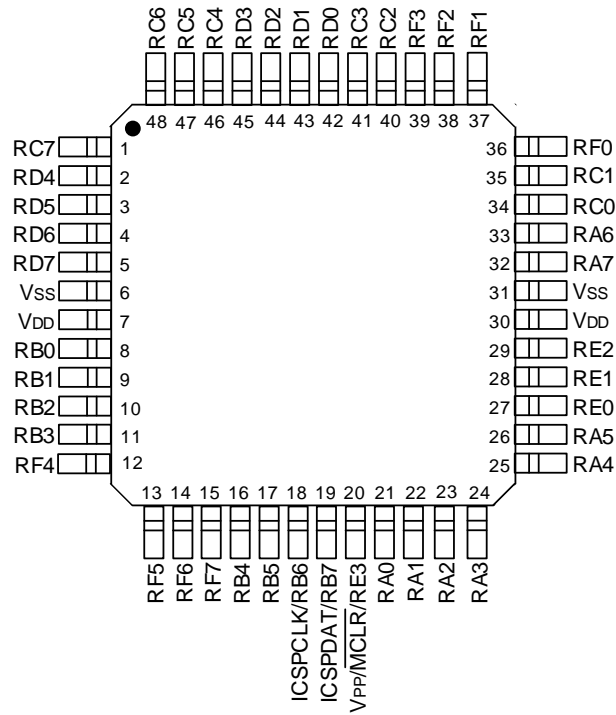 RC6 RC5 RC4 RD3 RD2 RD1 RD0 RC3 RC2 RF3 RF2 RF1
48 47 46 45 44 43 42 41 40 39 38 37
RC7 1 36 RF0
RD4 2 35 RC1
RD5 3 34 RC0
RD6 4 33 RA6
RD7 5 32 RA7
VSS 6 31 VSS
VDD 7 30 VDD
RB0 8 29 RE2
RB1 9 28 RE1
RB2 10 27 RE0
RB3 11 26 RA5
RF4 12 25 RA4
13 14 15 16 17 18 19 20 21 22 23 24
RF5 RF6 RF7 RB4 RB5 ICSPCLK/RB6 ICSPDAT/RB7 VPP/MCLR/RE3 RA0 RA1 RA2 RA3